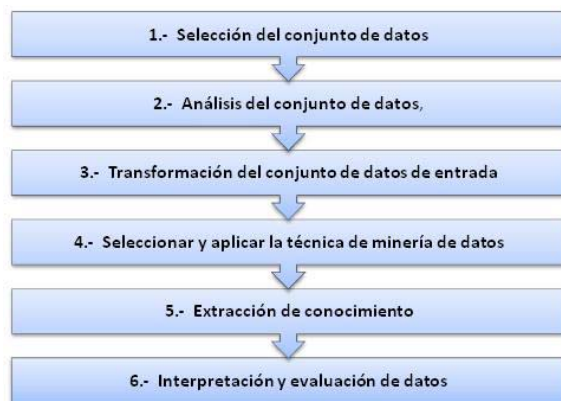 1.- Selección del conjunto de datos
2.- Análisis del conjunto de datos,
3.- Transformación del conjunto de datos de entrada
4.- Seleccionar y aplicar la técnica de minería de datos
5.- Extracción de conocimiento
6.- Interpretación y evaluación de datos